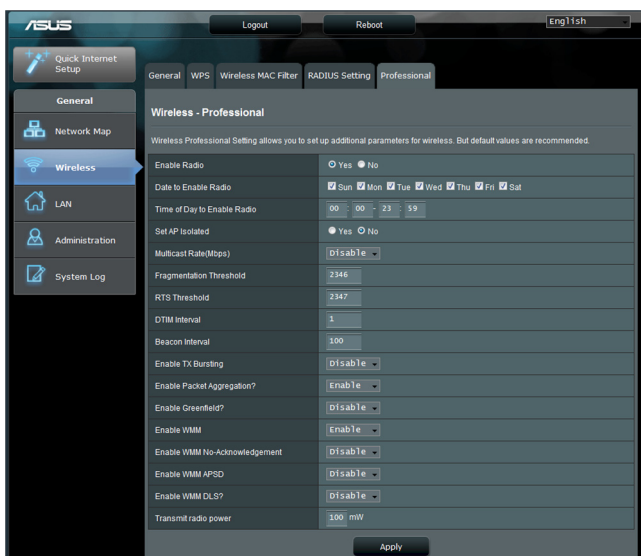 ASUS
Logout
Reboot
English
Quick Internet Setup
General
Network Map
Wireless
LAN
Administration
System Log
General WPS Wireless MAC Filter RADIUS Setting Professional
Wireless - Professional
Wireless Professional Setting allows you to set up additional parameters for wireless. But default values are recommended.
Enable Radio Yes No
Date to Enable Radio Sun Mon Tue Wed Thu Fri Sat
Time of Day to Enable Radio 00 : 00 - 23 : 59
Set AP Isolated Yes No
Multicast Rate(Mbps) Disable
Fragmentation Threshold 2346
RTS Threshold 2347
DTIM Interval 1
Beacon Interval 100
Enable TX Bursting Disable
Enable Packet Aggregation? Enable
Enable Greenfield? Disable
Enable WMM Enable
Enable WMM No-Acknowledgement Disable
Enable WMM APSD Disable
Enable WMM DLS? Disable
Transmit radio power 100 mW
Apply